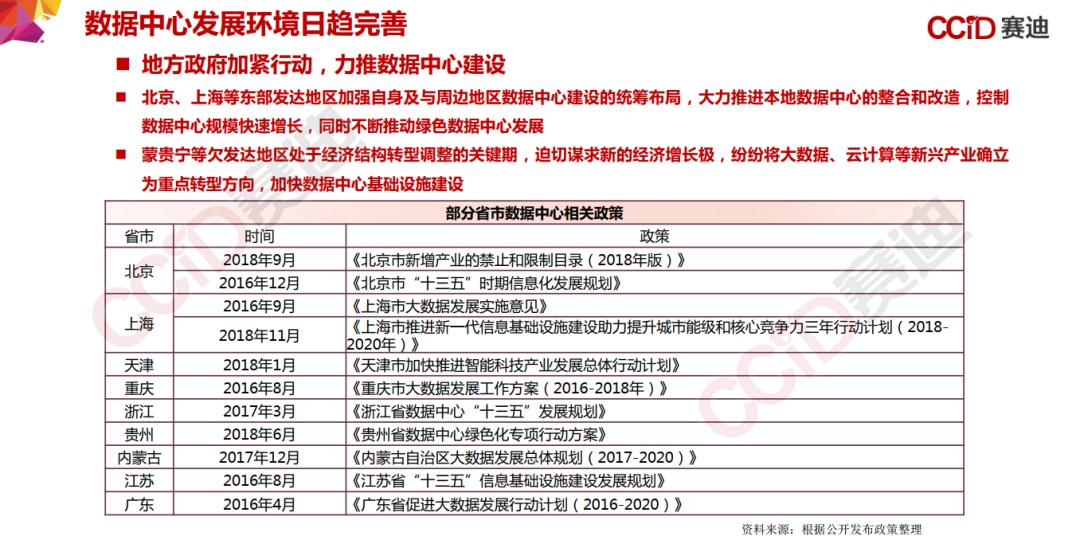 数据中心发展环境日趋完善
CCiD 赛迪
■ 地方政府加紧行动，力推数据中心建设
■ 北京、上海等东部发达地区加强自身及与周边地区数据中心建设的统筹布局，大力推进本地数据中心的整合和改造，控制
数据中心规模快速增长，同时不断推动绿色数据中心发展
■ 蒙贵宁等欠发达地区处于经济结构转型调整的关键期，迫切谋求新的经济增长极，纷纷将大数据、云计算等新兴产业确立
为重点转型方向，加快数据中心基础设施建设
部分省市数据中心相关政策
省市 时间 政策
北京 2018年9月 《北京市新增产业的禁止和限制目录（2018年版）》
2016年12月 《北京市“十三五”时期信息化发展规划》
上海 2016年9月 《上海市大数据发展实施意见》
2018年11月 《上海市推进新一代信息基础设施建设助力提升城市能级和核心竞争力三年行动计划（2018-
2020年）》
天津 2018年1月 《天津市加快推进智能科技产业发展总体行动计划》
重庆 2016年8月 《重庆市大数据发展工作方案（2016-2018年）》
浙江 2017年3月 《浙江省数据中心“十三五”发展规划》
贵州 2018年6月 《贵州省数据中心绿色化专项行动方案》
内蒙古 2017年12月 《内蒙古自治区大数据发展总体规划（2017-2020）》
江苏 2016年8月 《江苏省“十三五”信息基础设施建设发展规划》
广东 2016年4月 《广东省促进大数据发展行动计划（2016-2020）》
资料来源：根据公开发布政策整理
CCiD赛迪
CCiD赛迪